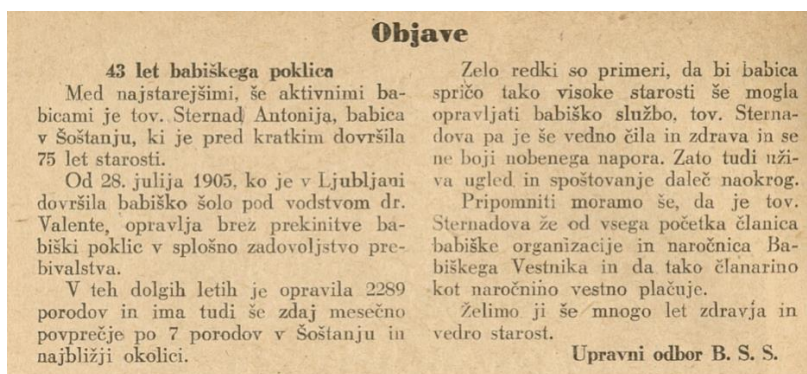 Objave
43 let babiškega poklica
Med najstarejšimi, še aktivnimi ba-
bicami je tov. Sternad Antonija, babica
v Šoštanju, ki je pred kratkim dovršila
75 let starosti.
Od 28. julija 1905, ko je v Ljubljani
dovršila babiško šolo pod vodstvom dr.
Valente, opravlja brez prekinitve ba-
biški poklic v splošno zadovoljstvo pre-
bivalstva.
V teh dolgih letih je opravila 2289
porodov in ima tudi še zdaj mesečno
povprečje po 7 porodov v Šoštanju in
najbližji okolici.
Zelo redki so primeri, da bi babica
spričo tako visoke starosti še mogla
opravljati babiško službo, tov. Sterna-
dova pa je še vedno čila in zdrava in se
ne boji nobenega napora. Zato tudi uži-
va ugled in spoštovanje daleč naokrog.
Pripomniti moramo še, da je tov.
Sternadova že od vsega početka članica
babiške organizacije in naročnica Ba-
biškega Vestnika in da tako članarino
kot naročnino vestno plačuje.
Želimo ji še mnogo let zdravja in
vedro starost.
Upravni odbor B. S. S.